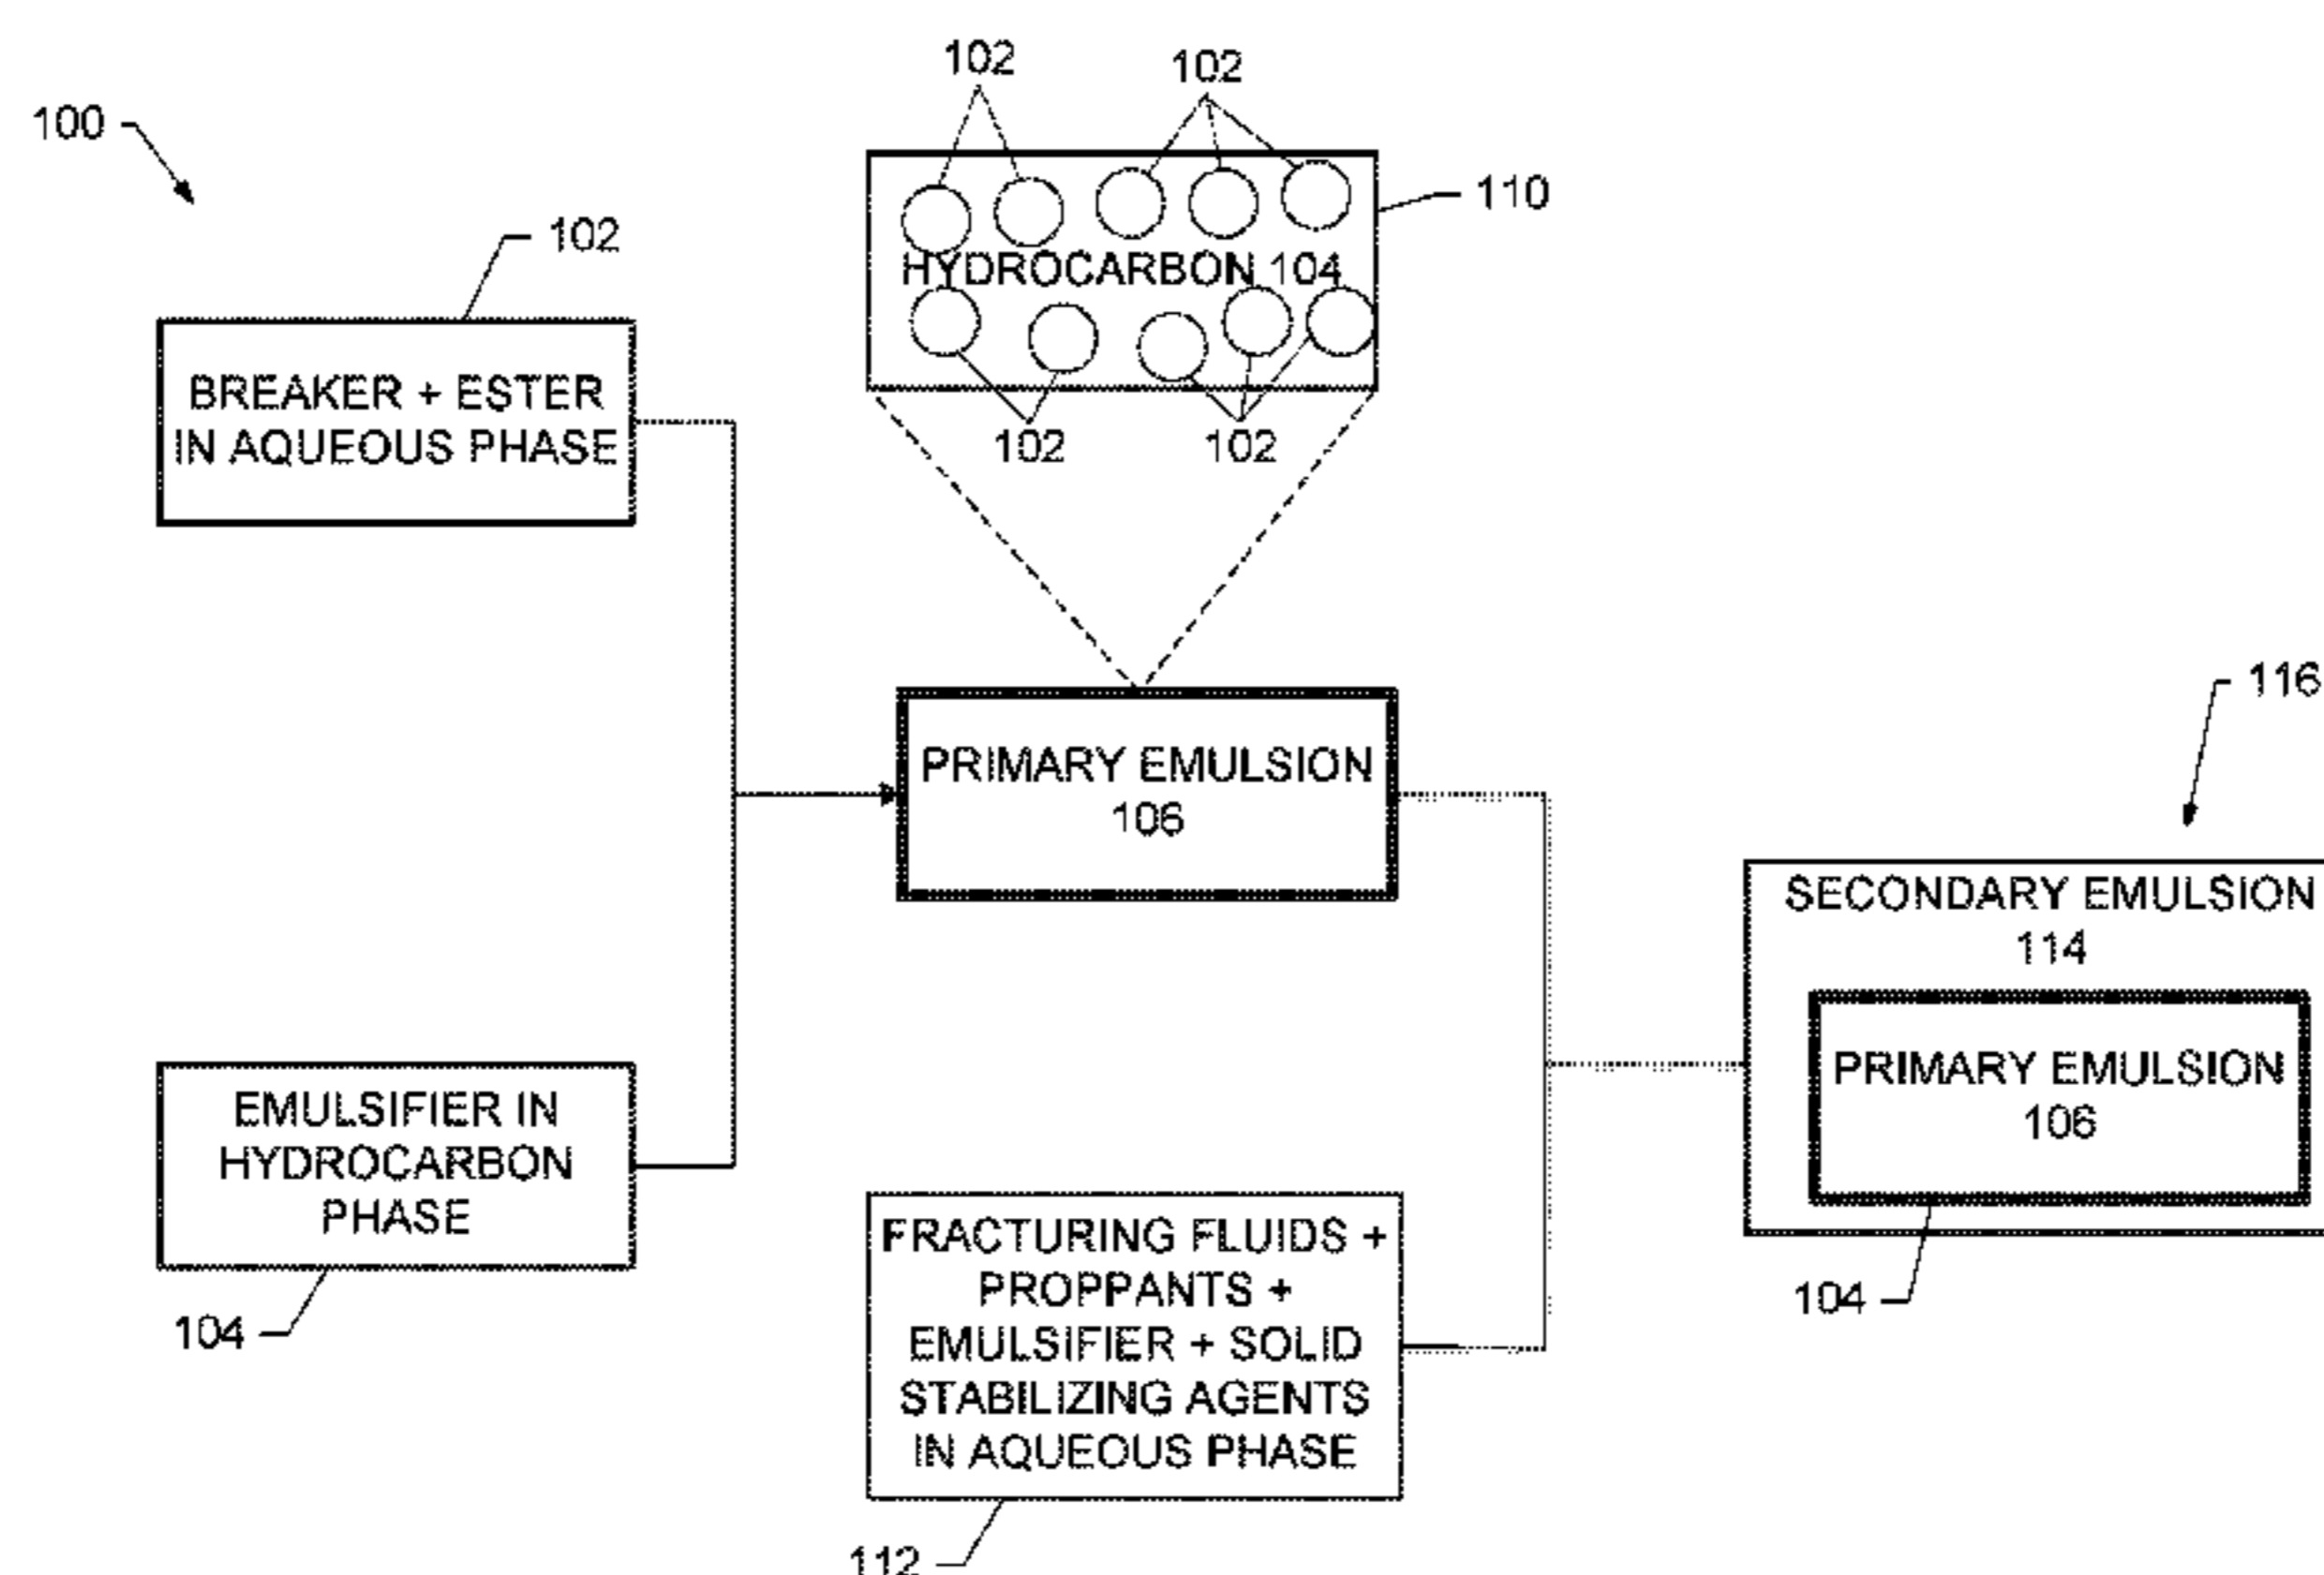 100
102
BREAKER + ESTER
IN AQUEOUS PHASE
102
102
110
HYDROCARBON 104
102
102
PRIMARY EMULSION
106
EMULSIFIER IN
HYDROCARBON
PHASE
104
FRACTURING FLUIDS +
PROPPANTS +
EMULSIFIER + SOLID
STABILIZING AGENTS
IN AQUEOUS PHASE
112
116
SECONDARY EMULSION
114
PRIMARY EMULSION
106
104